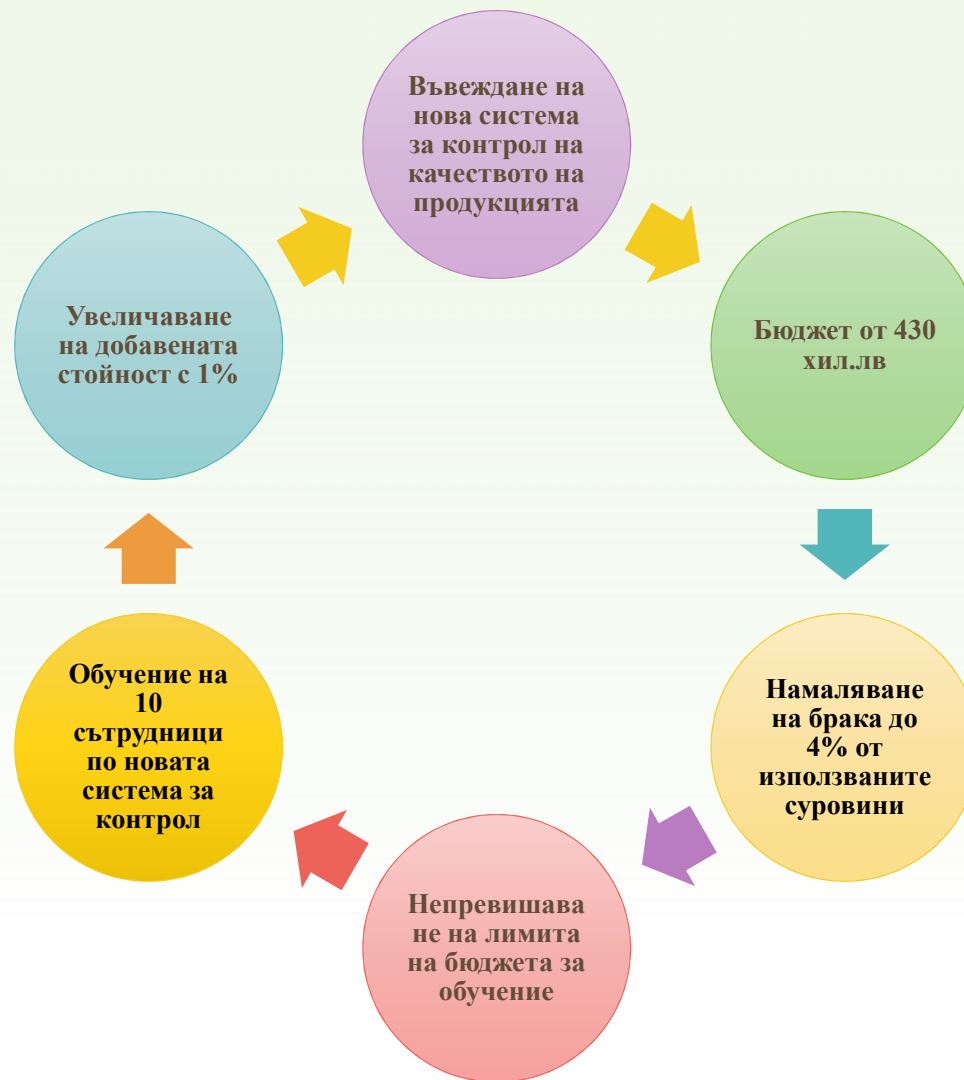 Въвеждане на
нова система
за контрол на
качеството на
продукцията
Бюджет от 430
хил.лв
Намаляване
на брака до
4% от
използваните
суровини
Непревишава
не на лимита
на бюджета за
обучение
Обучение на
10
сътрудници
по новата
система за
контрол
Увеличаване
на добавената
стойност с 1%